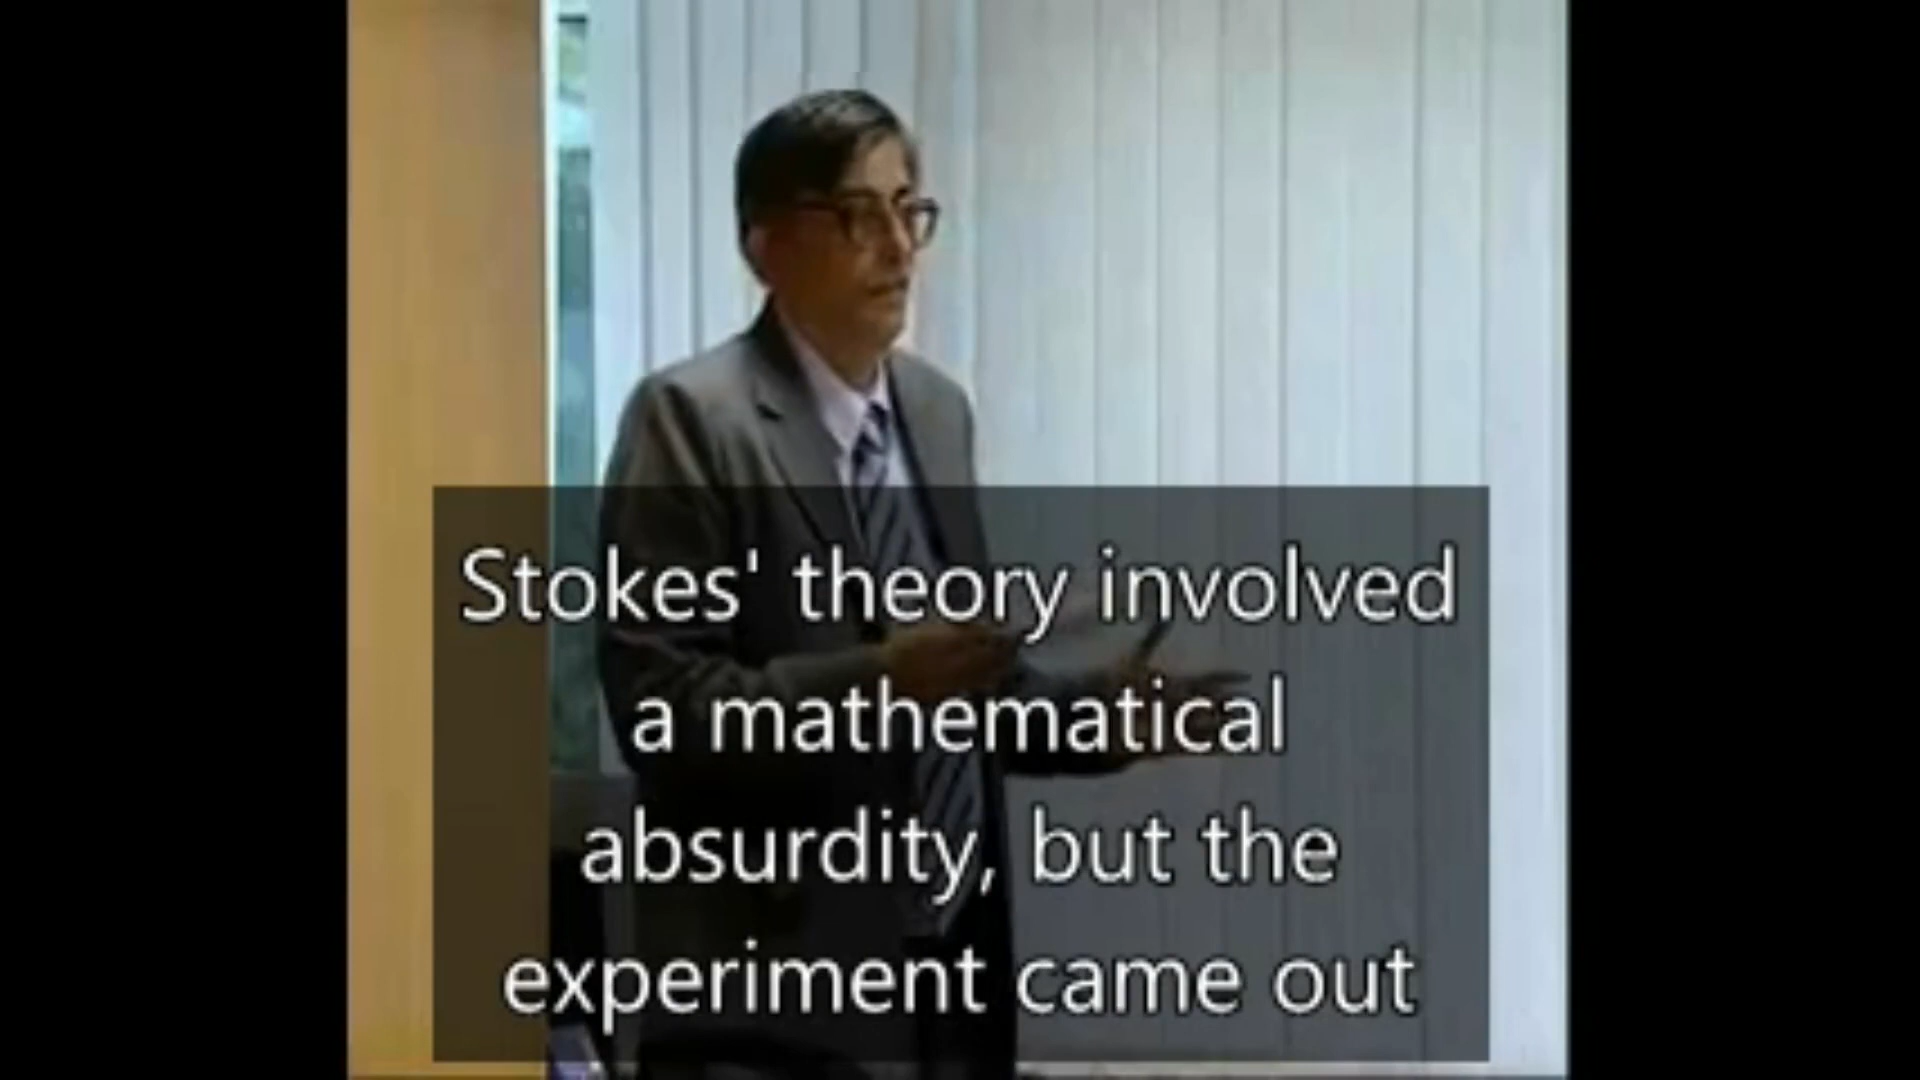 Stokes' theory involved
a mathematical
absurdity, but the
experiment came out